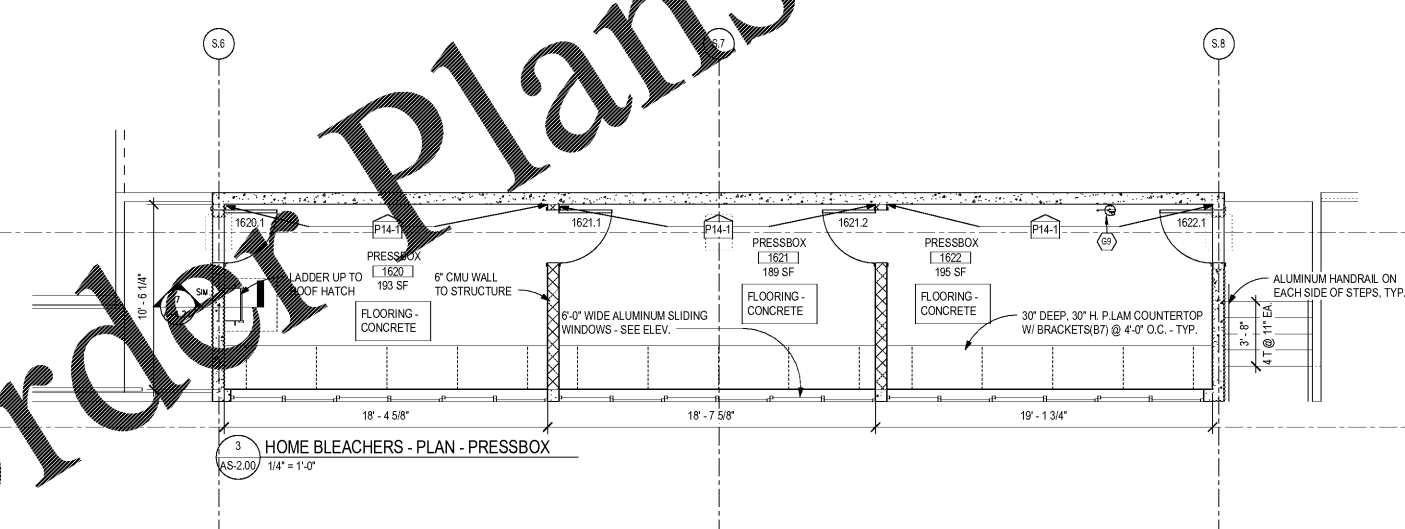 S.6
S.7
S.8
order Plans
1620.1
P14-1
1621.1
P14-1
1621.2
P14-1
G9
1622.1
PRESSBOX
1620
193 SF
PRESSBOX
1621
189 SF
PRESSBOX
1622
195 SF
SIM
LADDER UP TO
ROOF HATCH
6" CMU WALL
TO STRUCTURE
FLOORING -
CONCRETE
6'-0" WIDE ALUMINUM SLIDING
WINDOWS - SEE ELEV.
FLOORING -
CONCRETE
FLOORING -
CONCRETE
30" DEEP, 30" H. P.LAM COUNTERTOP
W/ BRACKETS(B7) @ 4'-0" O.C. - TYP.
ALUMINUM HANDRAIL ON
EACH SIDE OF STEPS, TYP.
10' - 6 1/4"
3' - 8"
4 T @ 11" EA.
18' - 4 5/8"
18' - 7 5/8"
19' - 1 3/4"
3
AS-2.00
HOME BLEACHERS - PLAN - PRESSBOX
1/4" = 1'-0"